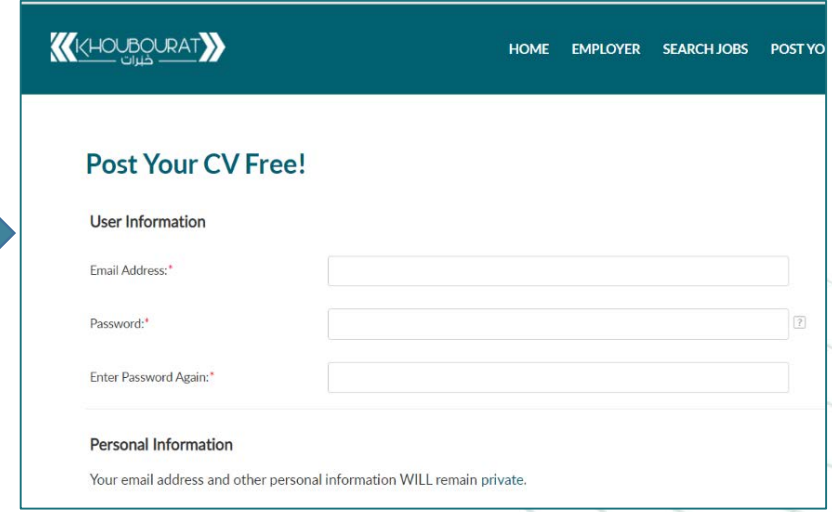 KHOUBOURAT
خبرات
HOME EMPLOYER SEARCH JOBS POST YO
Post Your CV Free!
User Information
Email Address:*
Password:*
?
Enter Password Again:*
Personal Information
Your email address and other personal information WILL remain private.